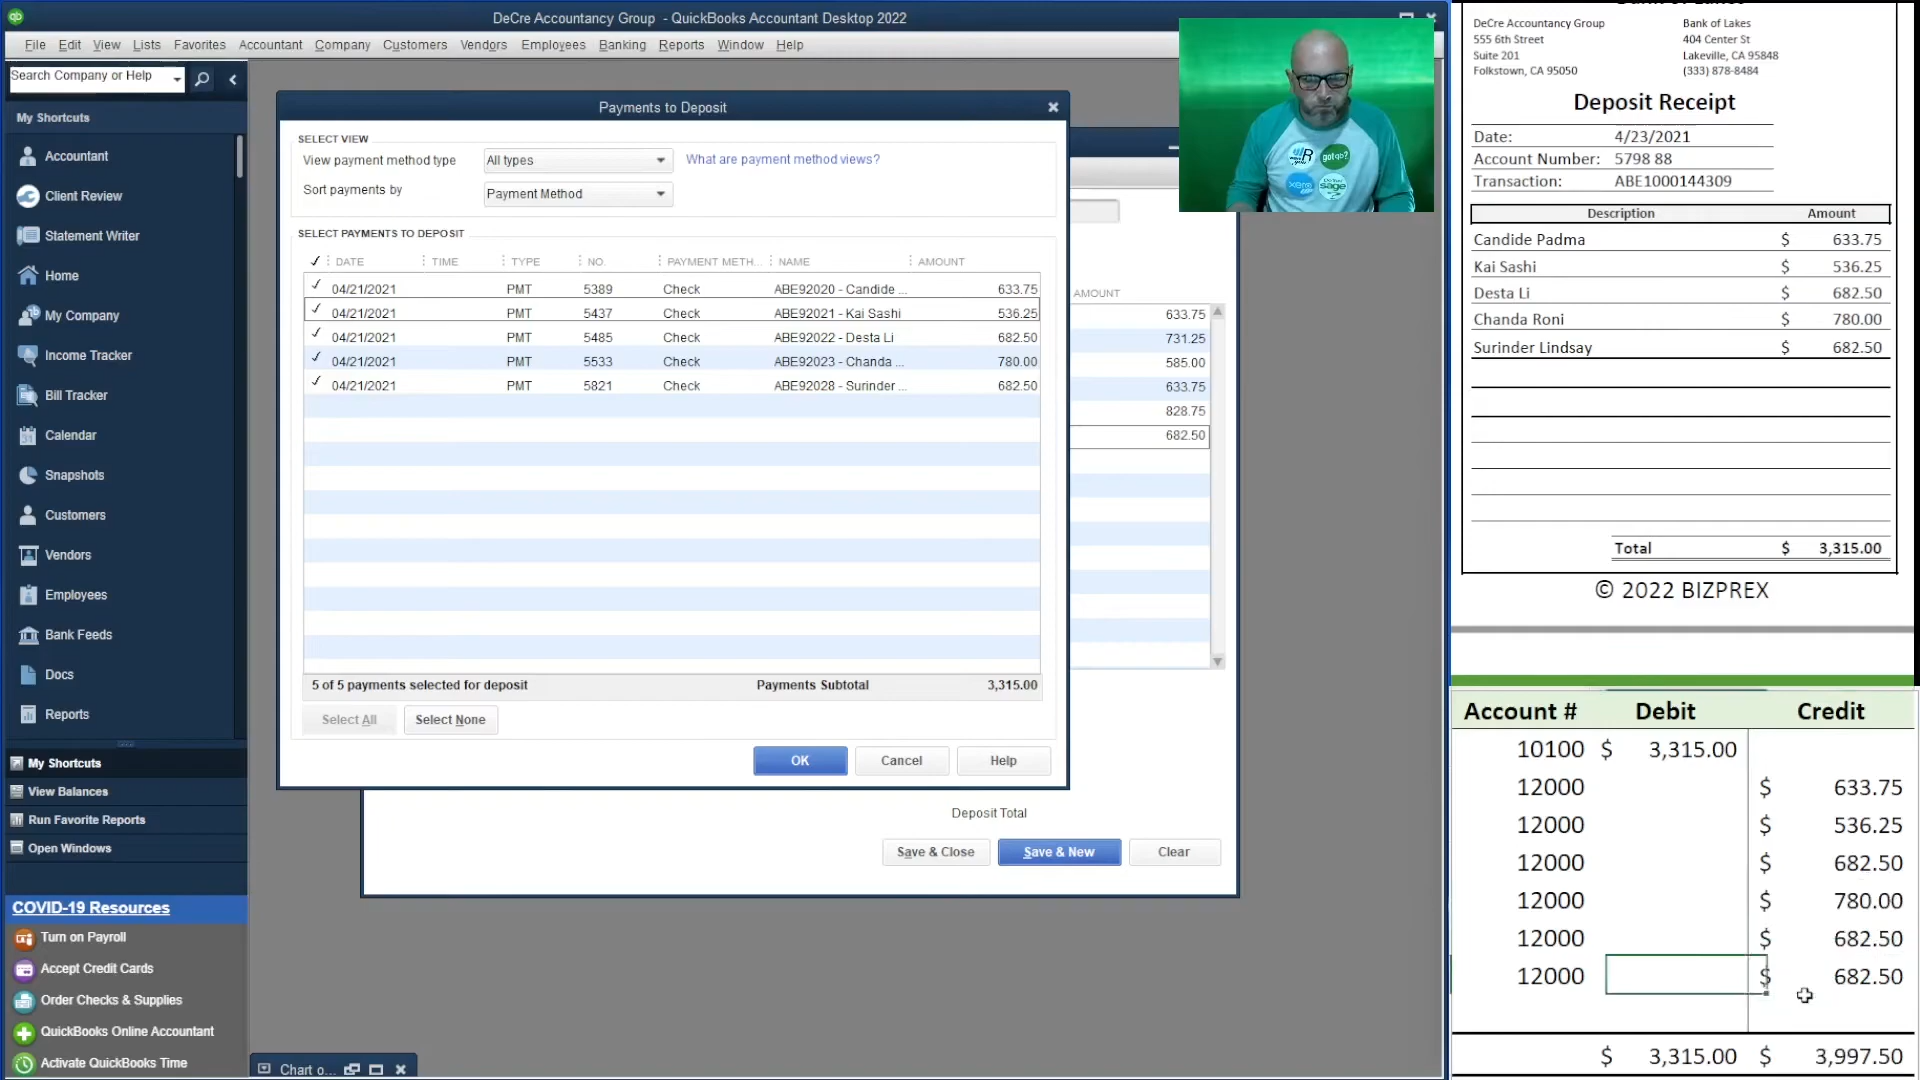 DeCre Accountancy Group - QuickBooks Accountant Desktop 2022
File Edit View Lists Favorites Accountant Company Customers Vendors Employees Banking Reports Window Help
Search Company or Help
My Shortcuts
Accountant
Client Review
Statement Writer
Home
My Company
Income Tracker
Bill Tracker
Calendar
Snapshots
Customers
Vendors
Employees
Bank Feeds
Docs
Reports
My Shortcuts
View Balances
Run Favorite Reports
Open Windows
COVID-19 Resources
Turn on Payroll
Accept Credit Cards
Order Checks & Supplies
QuickBooks Online Accountant
Activate QuickBooks Time
Payments to Deposit
SELECT VIEW
View payment method type All types What are payment method views?
Sort payments by Payment Method
SELECT PAYMENTS TO DEPOSIT
✓ DATE TIME TYPE NO. PAYMENT METH... NAME AMOUNT
✓ 04/21/2021 PMT 5389 Check ABE92020 - Candide ... 633.75
✓ 04/21/2021 PMT 5437 Check ABE92021 - Kai Sashi 536.25
✓ 04/21/2021 PMT 5485 Check ABE92022 - Desta Li 682.50
✓ 04/21/2021 PMT 5533 Check ABE92023 - Chanda ... 780.00
✓ 04/21/2021 PMT 5821 Check ABE92028 - Surinder ... 682.50
5 of 5 payments selected for deposit Payments Subtotal 3,315.00
Select All Select None
OK Cancel Help
AMOUNT
633.75
731.25
585.00
633.75
828.75
682.50
Deposit Total
Save & Close Save & New Clear
Chart o...
R
got qb?
xero
sage
DeCre Accountancy Group Bank of Lakes
555 6th Street 404 Center St
Suite 201 Lakeville, CA 95848
Folkstown, CA 95050 (333) 878-8484
Deposit Receipt
Date: 4/23/2021
Account Number: 5798 88
Transaction: ABE1000144309
Description Amount
Candide Padma $ 633.75
Kai Sashi $ 536.25
Desta Li $ 682.50
Chanda Roni $ 780.00
Surinder Lindsay $ 682.50
Total $ 3,315.00
© 2022 BIZPREX
Account # Debit Credit
10100 $ 3,315.00
12000 $ 633.75
12000 $ 536.25
12000 $ 682.50
12000 $ 780.00
12000 $ 682.50
12000 $ 682.50
$ 3,315.00 $ 3,997.50